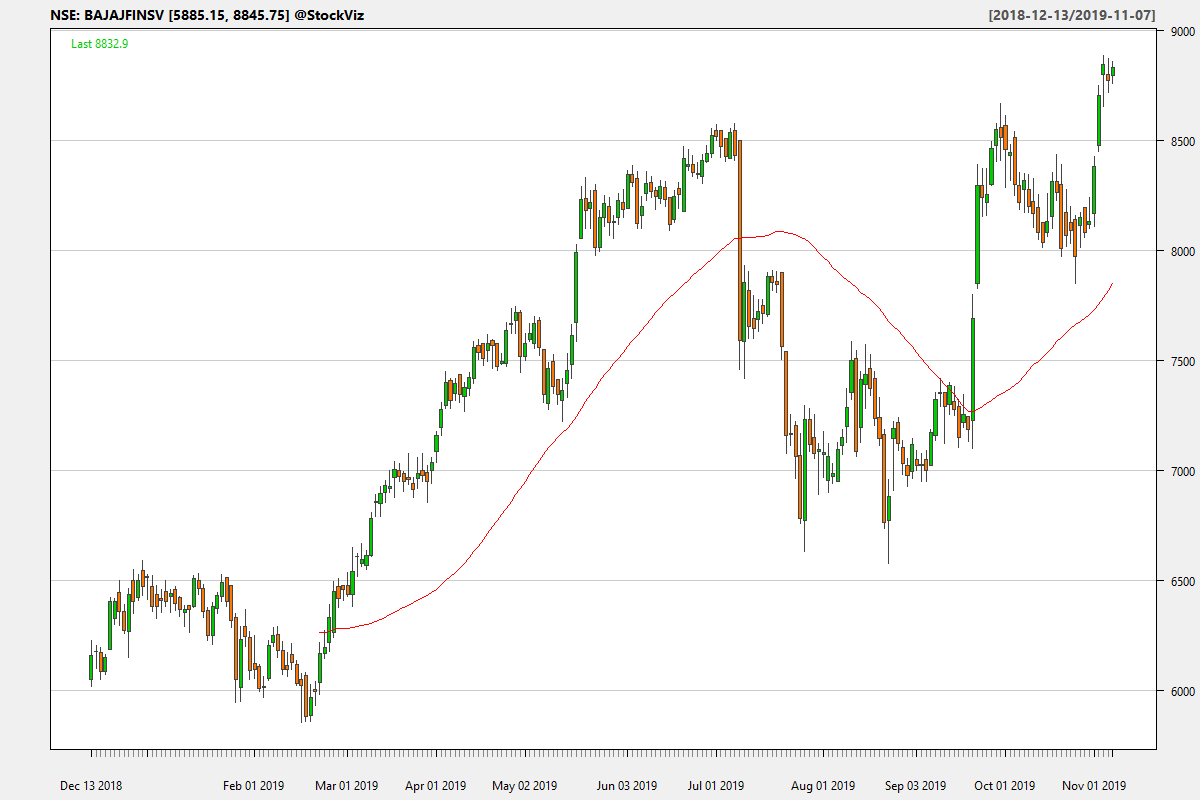 NSE: BAJAJFINSV [5885.15, 8845.75] @StockViz [2018-12-13/2019-11-07]
Last 8832.9
9000
8500
8000
7500
7000
6500
6000
Dec 13 2018 Feb 01 2019 Mar 01 2019 Apr 01 2019 May 02 2019 Jun 03 2019 Jul 01 2019 Aug 01 2019 Sep 03 2019 Oct 01 2019 Nov 01 2019